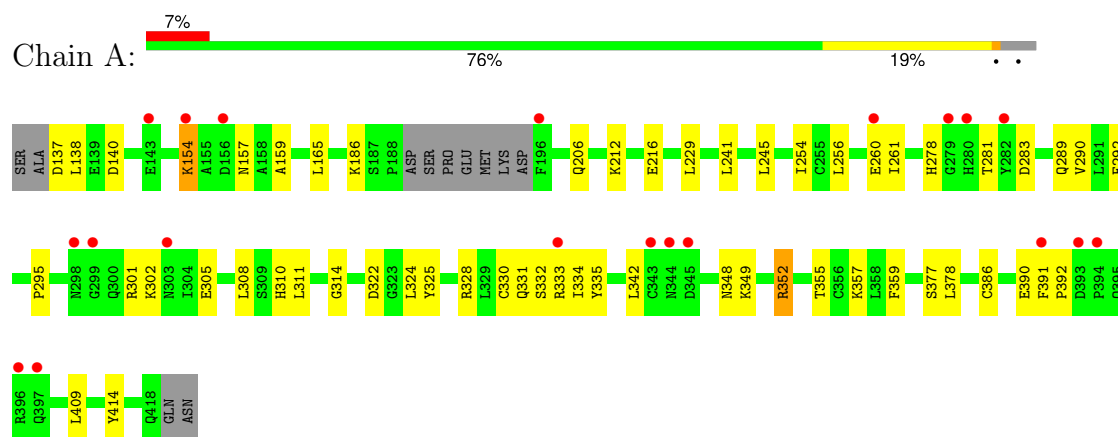 7%
Chain A:
76% 19% • •
SER ALA D137 L138 E139 D140 E143 K154 A155 D156 N157 A158 A159 L165 K186 S187 P188 ASP SER PRO GLU MET LYS ASP F196 Q206 K212 E216 L229 L241 L245 I254 C255 L256 E260 I261 H278 G279 H280 T281 Y282 D283 Q289 V290 L291
P295 N298 G299 Q300 R301 K302 N303 I304 E305 L308 S309 H310 L311 G314 D322 G323 L324 Y325 R328 L329 C330 Q331 S332 R333 I334 Y335 L342 C343 N344 D345 N348 K349 R352 T355 C356 K357 L358 F359 S377 L378 C386 E390 F391 P392 D393 P394
R396 Q397 L409 Y414 Q418 GLN ASN